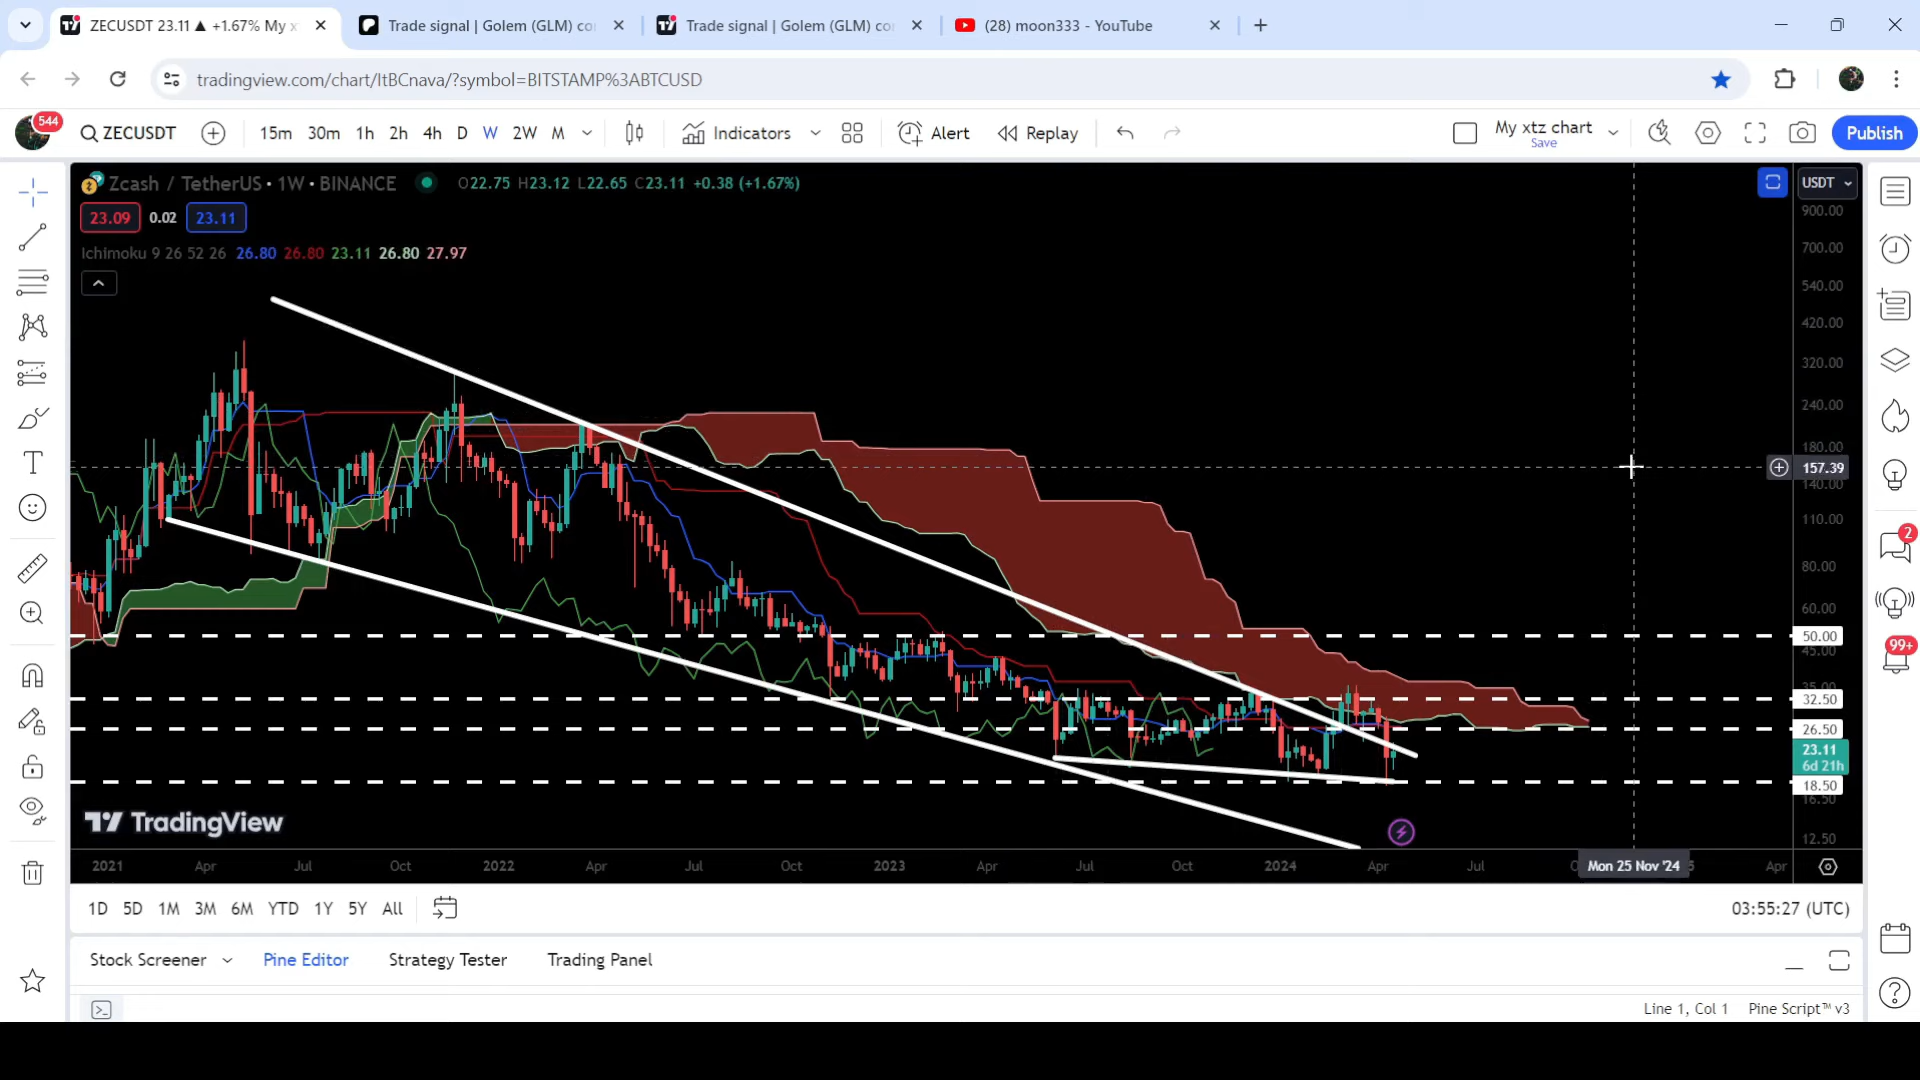 ZECUSDT 23.11 ▲ +1.67% My x
Trade signal | Golem (GLM) co
Trade signal | Golem (GLM) co
(28) moon333 - YouTube
tradingview.com/chart/ItBCnava/?symbol=BITSTAMP%3ABTCUSD
544
ZECUSDT
15m 30m 1h 2h 4h D W 2W M
Indicators
Alert
Replay
My xtz chart
Save
Publish
Zcash / TetherUS • 1W • BINANCE
O22.75 H23.12 L22.65 C23.11 +0.38 (+1.67%)
USDT
23.09 0.02 23.11
Ichimoku 9 26 52 26 26.80 26.80 23.11 26.80 27.97
900.00
700.00
540.00
420.00
320.00
240.00
180.00
157.39
140.00
110.00
80.00
60.00
50.00
45.00
35.00
32.50
26.50
23.11
6d 21h
18.50
16.50
12.50
2
99+
TradingView
2021 Apr Jul Oct 2022 Apr Jul Oct 2023 Apr Jul Oct 2024 Apr Jul Mon 25 Nov '24 Apr
1D 5D 1M 3M 6M YTD 1Y 5Y All
03:55:27 (UTC)
Stock Screener Pine Editor Strategy Tester Trading Panel
Line 1, Col 1 Pine Script™ v3